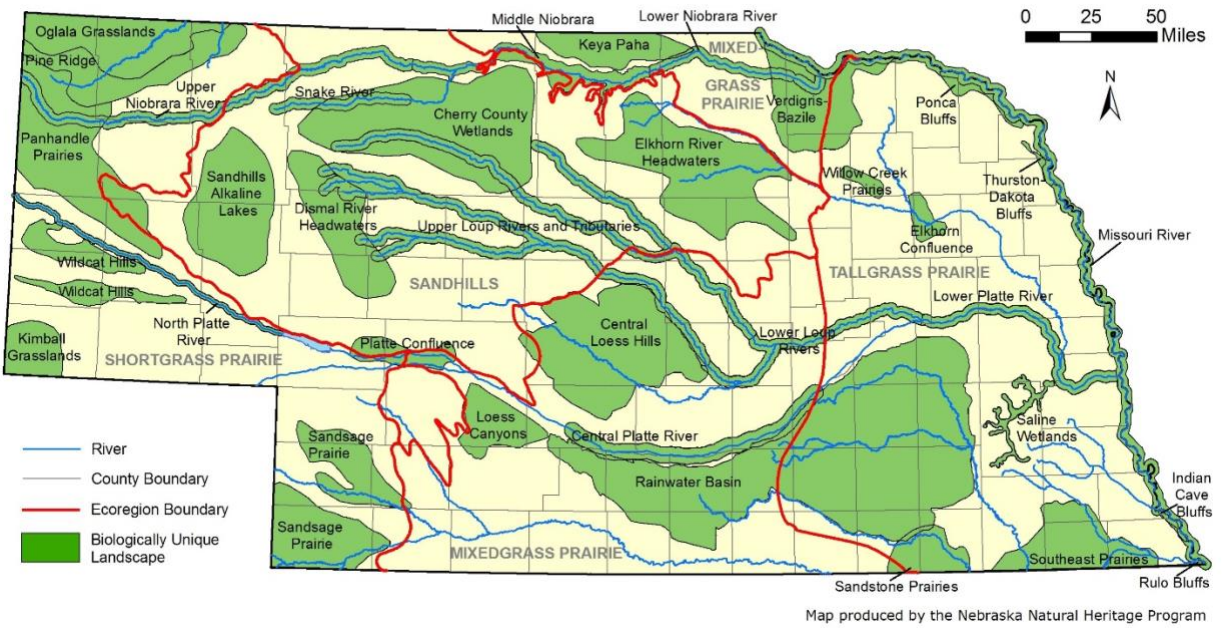 Middle Niobrara
Lower Niobrara River
0 25 50
Miles
Oglala Grasslands
Keya Paha
MIXED-
GRASS
PRAIRIE
Pine Ridge
Upper
Niobrara River
Snake River
Verdigris-
Bazile
Ponca
Bluffs
N
Cherry County
Wetlands
Panhandle
Prairies
Elkhorn River
Headwaters
Sandhills
Alkaline
Lakes
Willow Creek
Prairies
Thurston-
Dakota
Bluffs
Dismal River
Headwaters
Upper Loup Rivers and Tributaries
Elkhorn
Confluence
Missouri River
Wildcat Hills
Wildcat Hills
SANDHILLS
TALLGRASS PRAIRIE
Lower Platte River
North Platte
River
Kimball
Grasslands
SHORTGRASS PRAIRIE
Platte Confluence
Central
Loess Hills
Lower Loup
Rivers
Loess
Canyons
Saline
Wetlands
Sandsage
Prairie
Central Platte River
Rainwater Basin
Indian
Cave
Bluffs
Sandsage
Prairie
MIXEDGRASS PRAIRIE
Sandstone Prairies
Southeast Prairies
Rulo Bluffs
River
County Boundary
Ecoregion Boundary
Biologically Unique
Landscape
Map produced by the Nebraska Natural Heritage Program